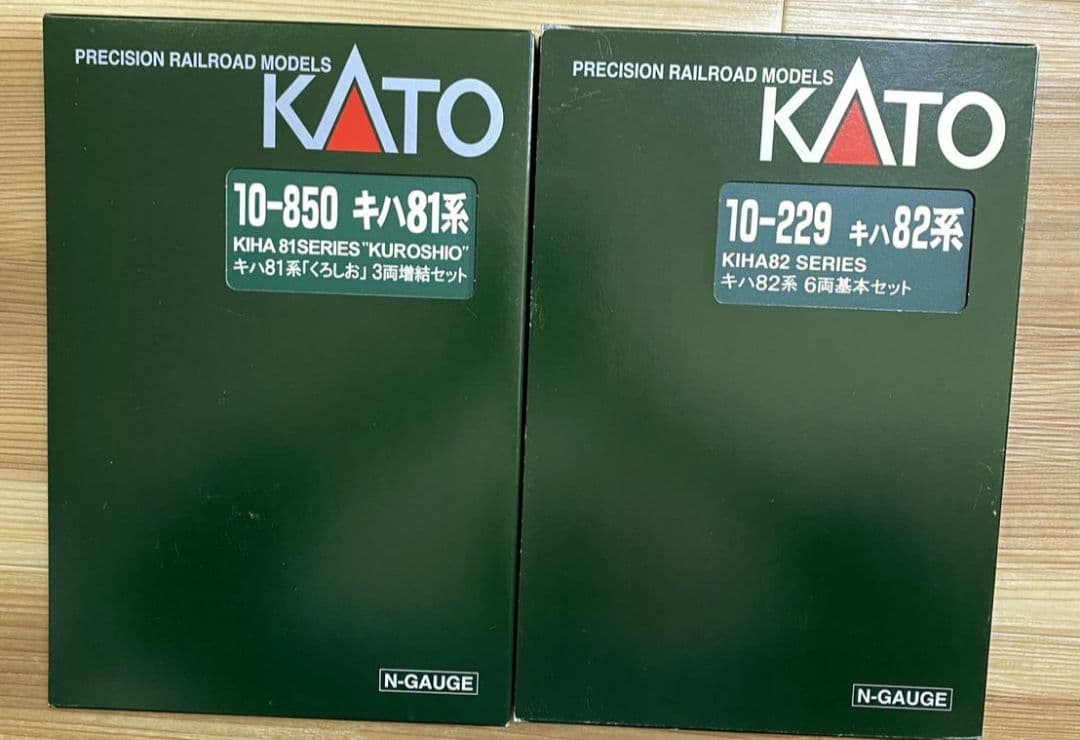 PRECISION RAILROAD MODELS
KATO
10-850 キハ81系
KIHA 81SERIES "KUROSHIO"
キハ81系「くろしお」3両増結セット
N-GAUGE
PRECISION RAILROAD MODELS
KATO
10-229 キハ82系
KIHA82 SERIES
キハ82系 6両基本セット
N-GAUGE